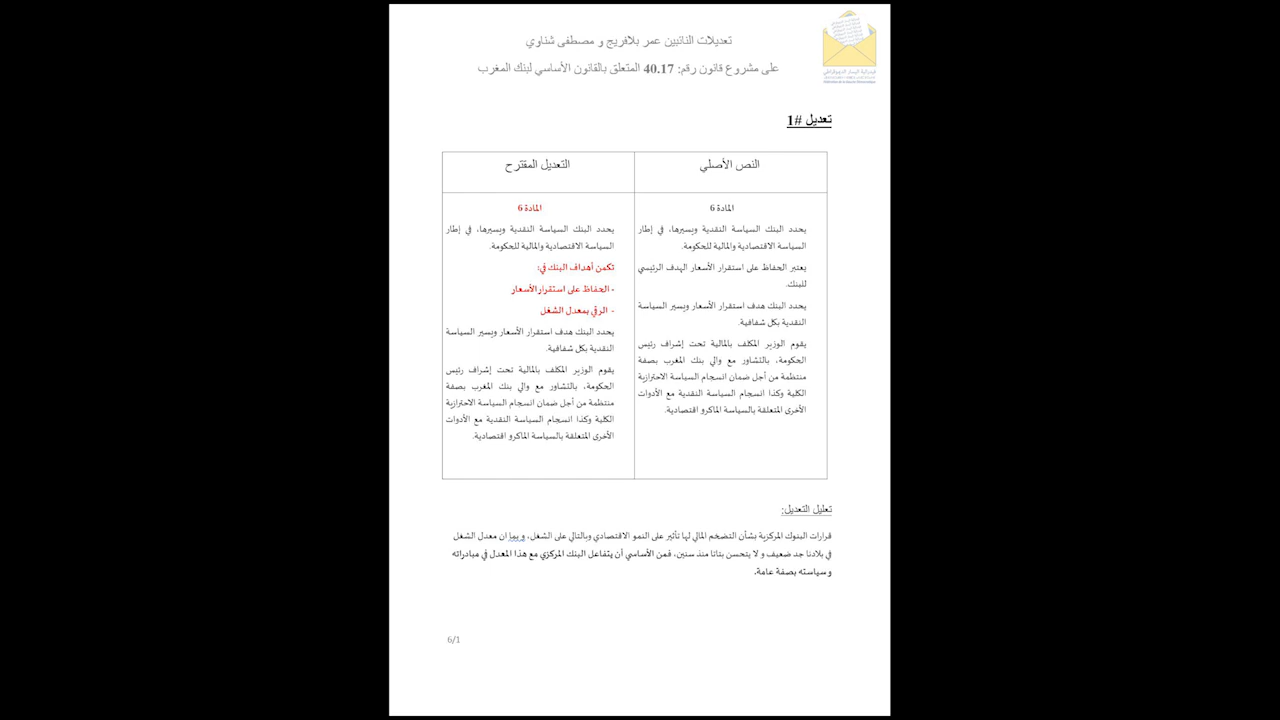 تعديلات النائبين عمر بلافريج و مصطفى شناوي
على مشروع قانون رقم: 40.17 المتعلق بالقانون الأساسي لبنك المغرب
فيدرالية اليسار الديموقراطي
تعديل #1
النص الأصلي
المادة 6
يحدد البنك السياسة النقدية ويسيرها، في إطار
السياسة الاقتصادية والمالية للحكومة.
يعتبر الحفاظ على استقرار الأسعار الهدف الرئيسي
للبنك.
يحدد البنك هدف استقرار الأسعار ويسير السياسة
النقدية بكل شفافية.
يقوم الوزير المكلف بالمالية تحت إشراف رئيس
الحكومة، بالتشاور مع والي بنك المغرب بصفة
منتظمة من أجل ضمان انسجام السياسة الاحترازية
الكلية وكذا انسجام السياسة النقدية مع الأدوات
الأخرى المتعلقة بالسياسة الماكرو اقتصادية.
التعديل المقترح
المادة 6
يحدد البنك السياسة النقدية ويسيرها، في إطار
السياسة الاقتصادية والمالية للحكومة.
تكمن أهداف البنك في:
- الحفاظ على استقرار الأسعار
- الرقي بمعدل الشغل
يحدد البنك هدف استقرار الأسعار ويسير السياسة
النقدية بكل شفافية.
يقوم الوزير المكلف بالمالية تحت إشراف رئيس
الحكومة، بالتشاور مع والي بنك المغرب بصفة
منتظمة من أجل ضمان انسجام السياسة الاحترازية
الكلية وكذا انسجام السياسة النقدية مع الأدوات
الأخرى المتعلقة بالسياسة الماكرو اقتصادية.
تعليل التعديل:
قرارات البنوك المركزية بشأن التضخم المالي لها تأثير على النمو الاقتصادي وبالتالي على الشغل، و بما ان معدل الشغل
في بلادنا جد ضعيف و لا يتحسن بتاتا منذ سنين، فمن الأساسي أن يتفاعل البنك المركزي مع هذا المعدل في مبادراته
و سياسته بصفة عامة.
6/1